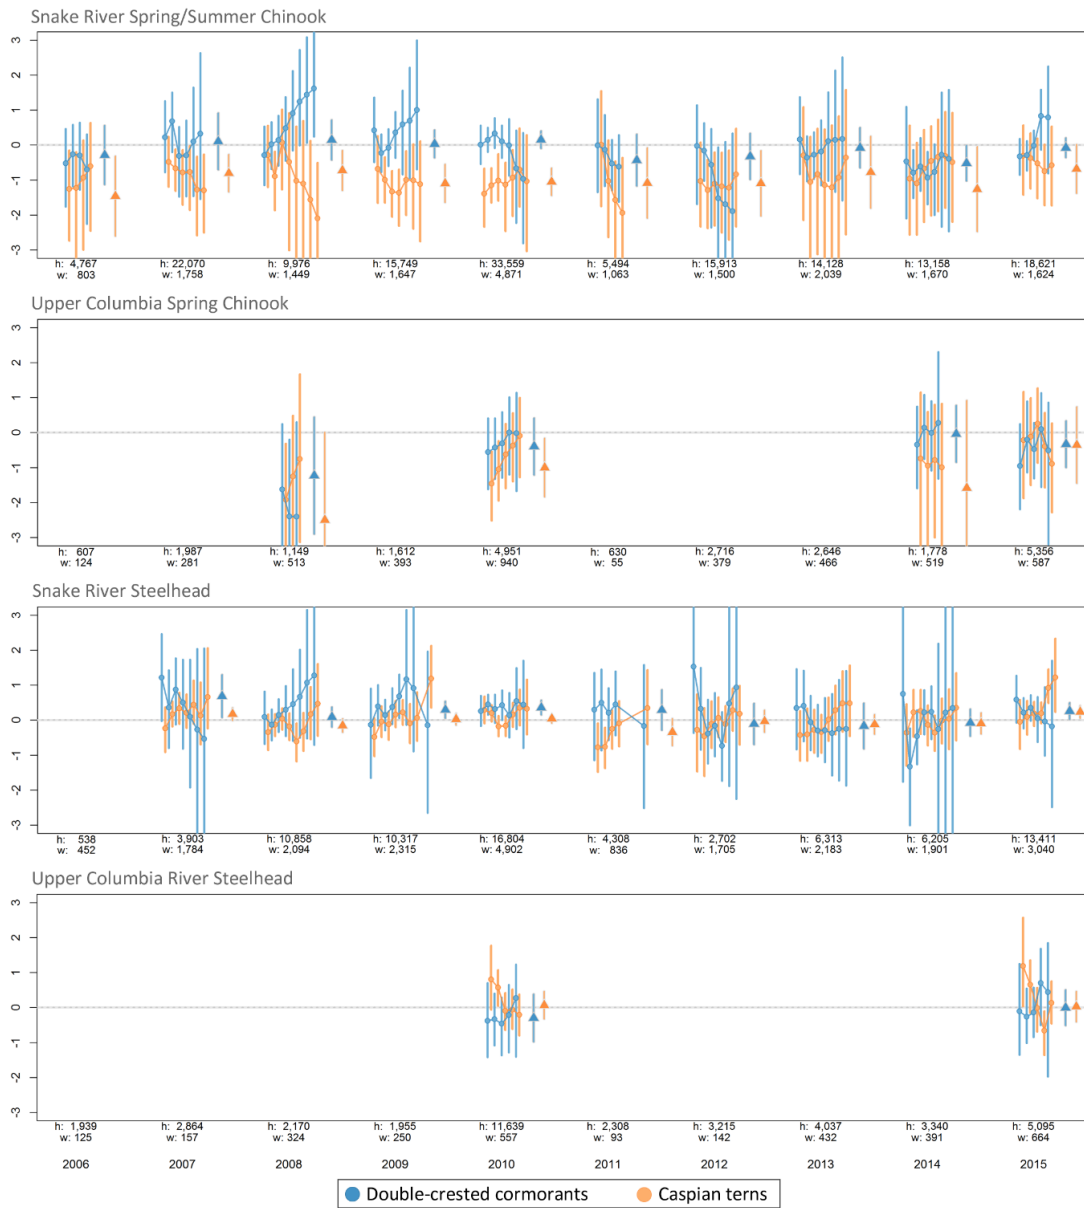 Snake River Spring/Summer Chinook
3
2
1
0
-1
-2
-3
h: 4,767 22,070 h: 9,976 h: 15,749 h: 33,559 h: 5,494 h: 15,913 h: 14,128 h: 13,158 h: 18,621
w: 803 w: 1,758 w: 1,449 w: 1,647 w: 4,871 w: 1,063 w: 1,500 w: 2,039 w: 1,670 w: 1,624
Upper Columbia Spring Chinook
3
2
1
0
-1
-2
-3
h: 607 h: 1,987 h: 1,149 h: 1,612 h: 4,951 h: 630 h: 2,716 h: 2,646 h: 1,778 h: 5,356
w: 124 w: 281 w: 513 w: 393 w: 940 w: 55 w: 379 w: 466 w: 519 w: 587
Snake River Steelhead
3
2
1
0
-1
-2
-3
h: 538 h: 3,903 h: 10,858 h: 10,317 h: 16,804 h: 4,308 h: 2,702 h: 6,313 h: 6,205 h: 13,411
w: 452 w: 1,784 w: 2,094 w: 2,315 w: 4,902 w: 836 w: 1,705 w: 2,183 w: 1,901 w: 3,040
Upper Columbia River Steelhead
3
2
1
0
-1
-2
-3
h: 1,939 h: 2,864 h: 2,170 h: 1,955 h: 11,639 h: 2,308 h: 3,215 h: 4,037 h: 3,340 h: 5,095
w: 125 w: 157 w: 324 w: 250 w: 557 w: 93 w: 142 w: 432 w: 391 w: 664
2006 2007 2008 2009 2010 2011 2012 2013 2014 2015
Double-crested cormorants Caspian terns